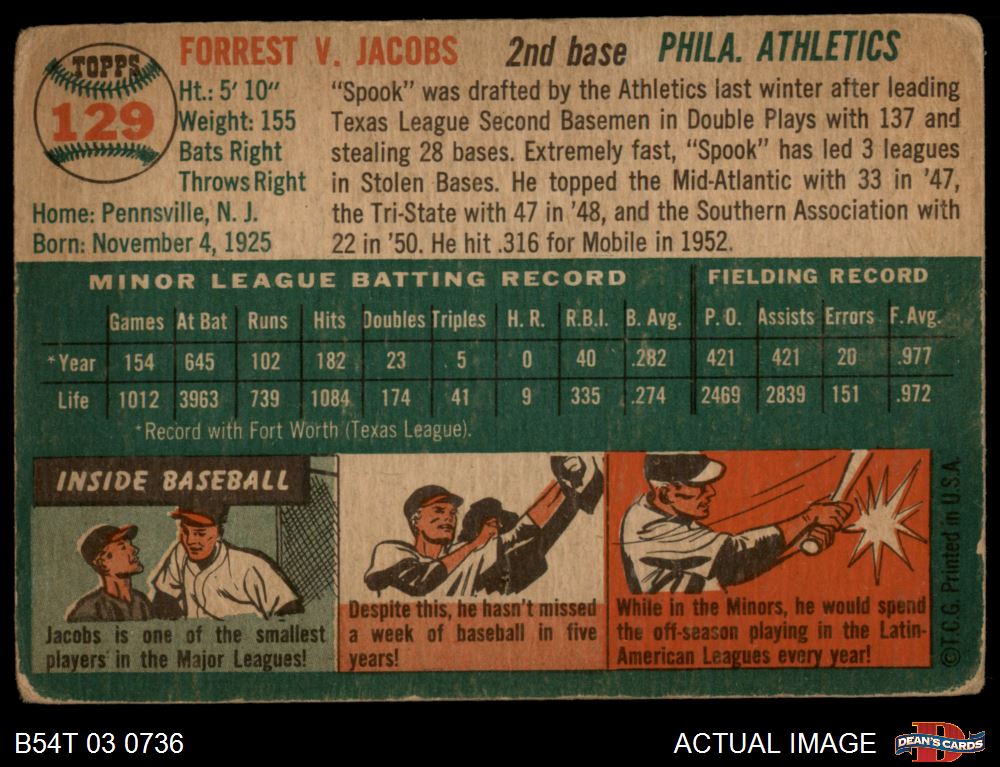 TOPPS
129
FORREST V. JACOBS 2nd base PHILA. ATHLETICS
Ht.: 5' 10"
Weight: 155
Bats Right
Throws Right
Home: Pennsville, N. J.
Born: November 4, 1925
"Spook" was drafted by the Athletics last winter after leading
Texas League Second Basemen in Double Plays with 137 and
stealing 28 bases. Extremely fast, "Spook" has led 3 leagues
in Stolen Bases. He topped the Mid-Atlantic with 33 in '47,
the Tri-State with 47 in '48, and the Southern Association with
22 in '50. He hit .316 for Mobile in 1952.
MINOR LEAGUE BATTING RECORD FIELDING RECORD
Games At Bat Runs Hits Doubles Triples H. R. R.B.I. B. Avg. P. O. Assists Errors F. Avg.
*Year 154 645 102 182 23 5 0 40 .282 421 421 20 .977
Life 1012 3963 739 1084 174 41 9 335 .274 2469 2839 151 .972
*Record with Fort Worth (Texas League).
INSIDE BASEBALL
Jacobs is one of the smallest
players in the Major Leagues!
Despite this, he hasn't missed
a week of baseball in five
years!
While in the Minors, he would spend
the off-season playing in the Latin-
American Leagues every year!
©T.C.G. Printed in U.S.A.
B54T 03 0736
ACTUAL IMAGE
DEAN'S CARDS